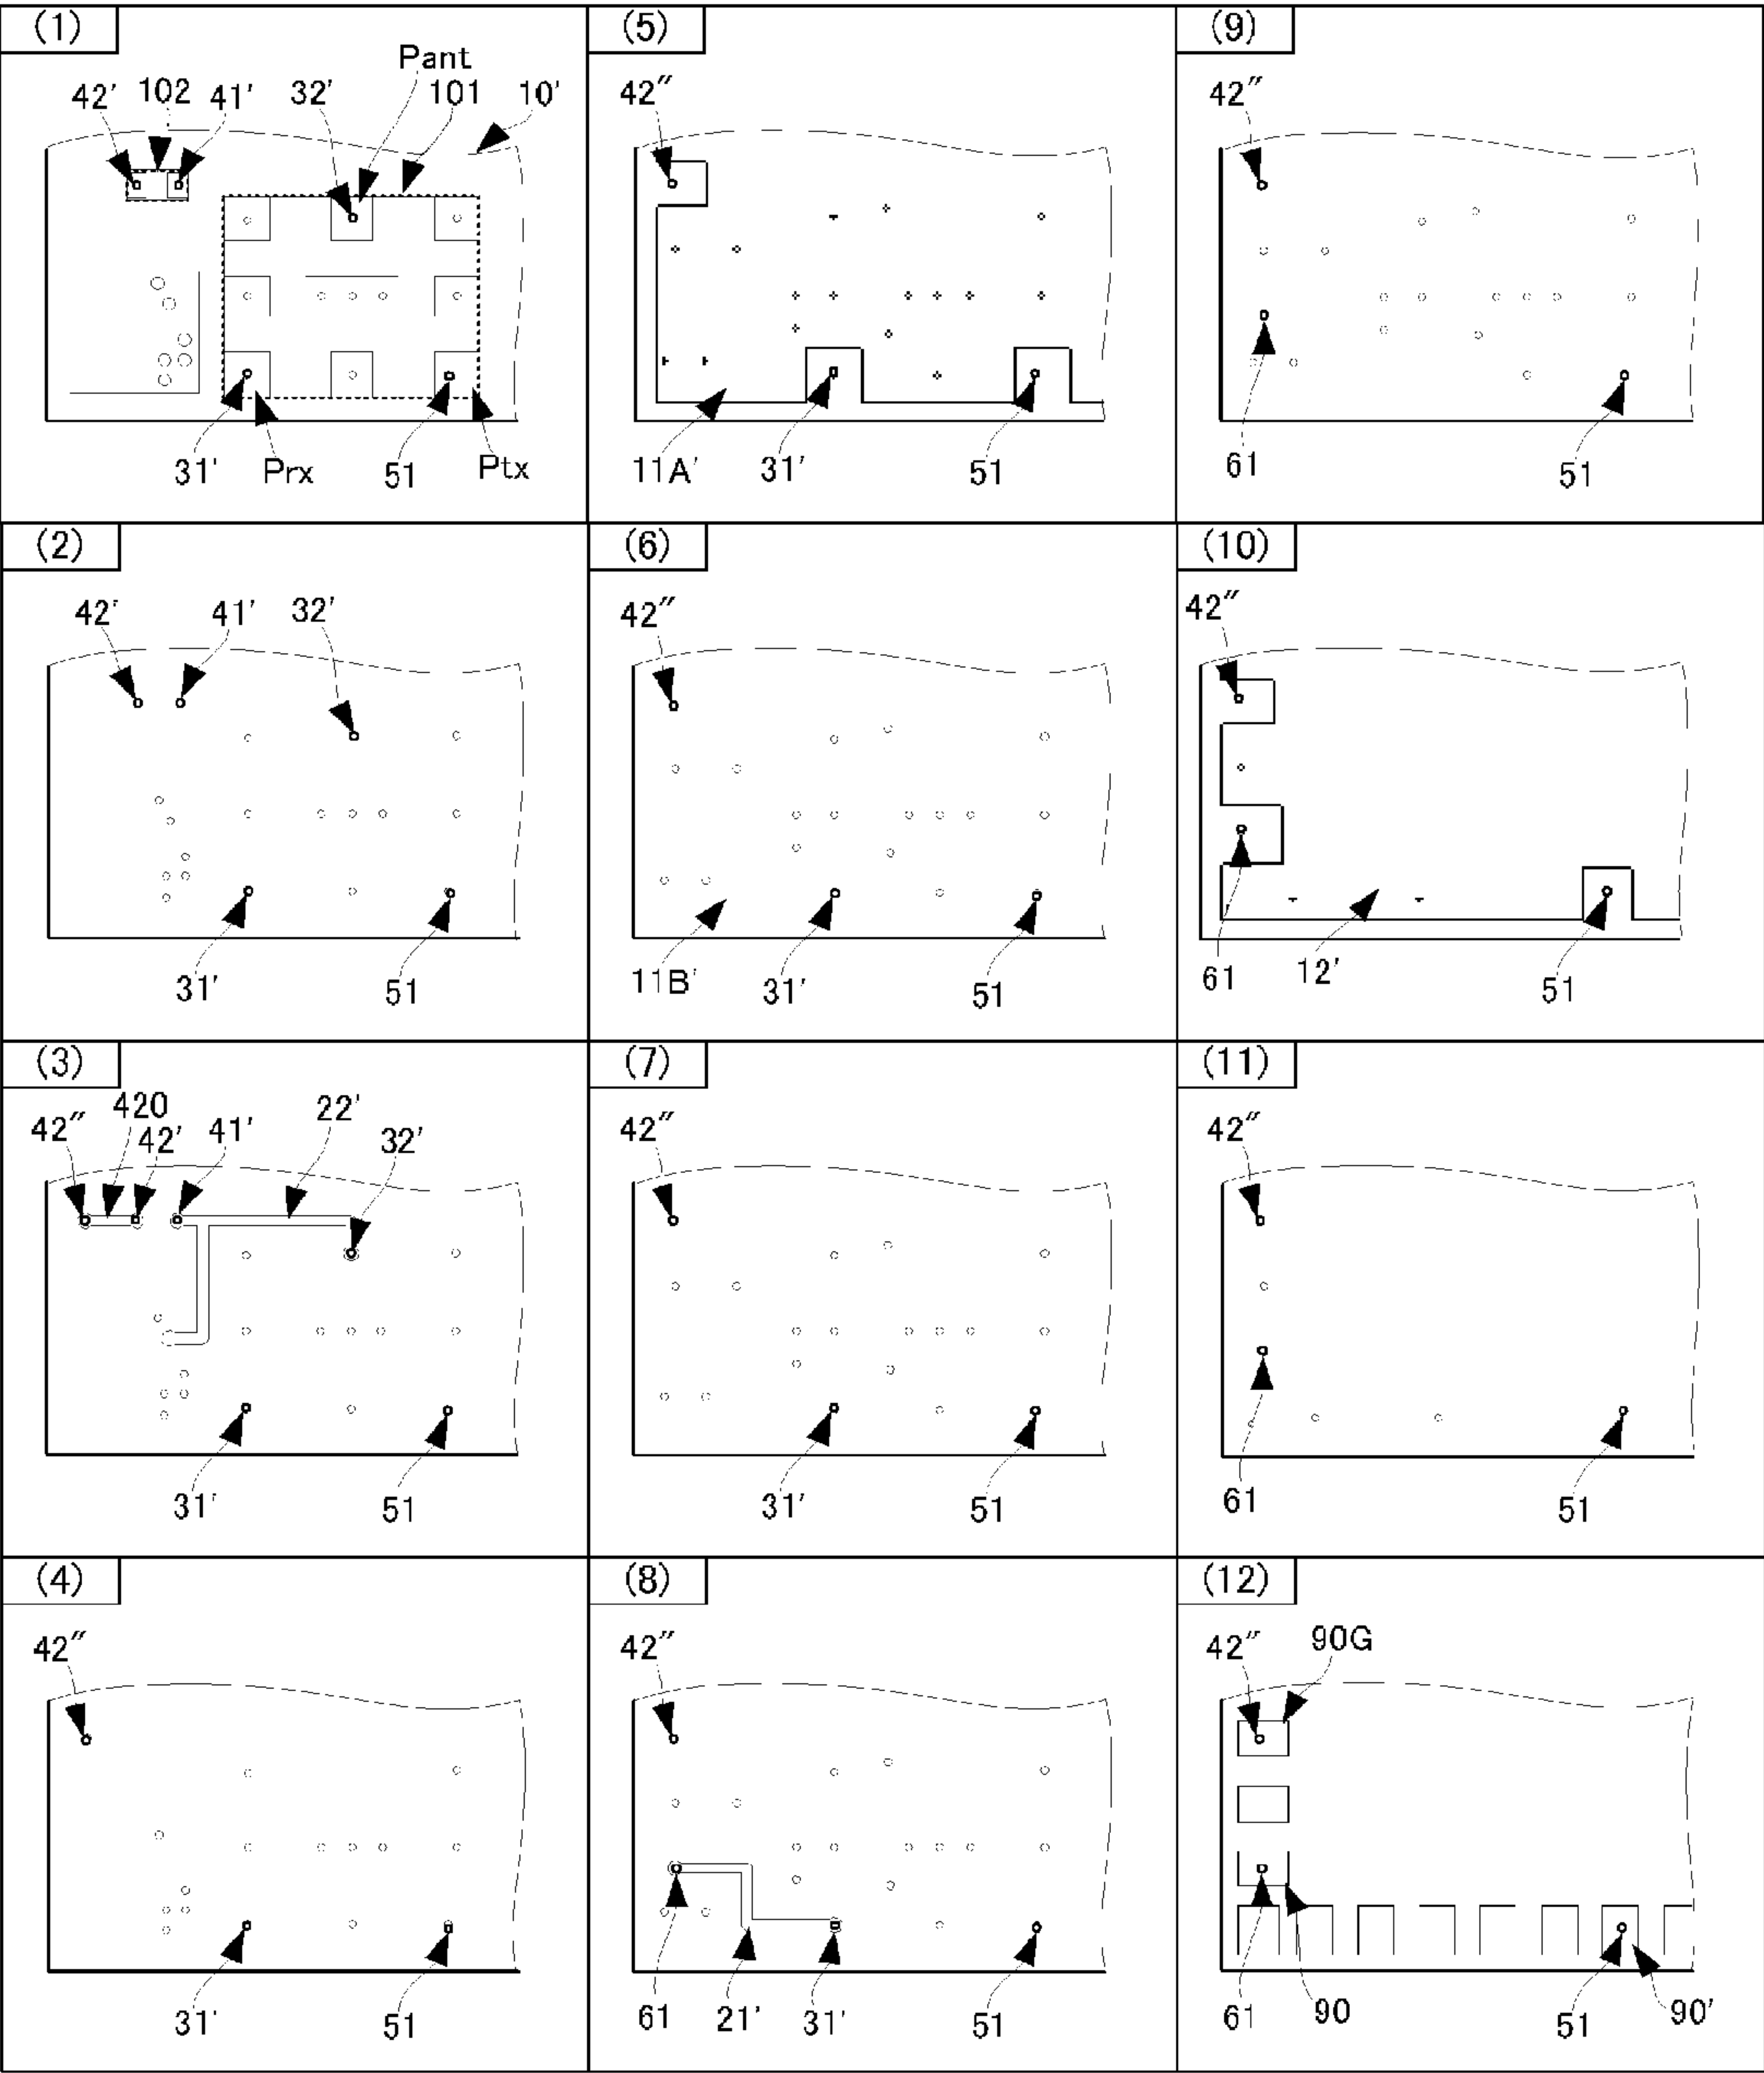 (1)
Pant
42' 102 41' 32' 101 10'
31' Prx 51 Ptx
(2)
42' 41' 32'
31' 51
(3)
420
42″ 42' 41' 22' 32'
31' 51
(4)
42″
31' 51
(5)
42″
11A' 31' 51
(6)
42″
11B' 31' 51
(7)
42″
31' 51
(8)
42″
61 21' 31' 51
(9)
42″
61 51
(10)
42″
61 12' 51
(11)
42″
61 51
(12)
42″ 90G
61 90 51 90'